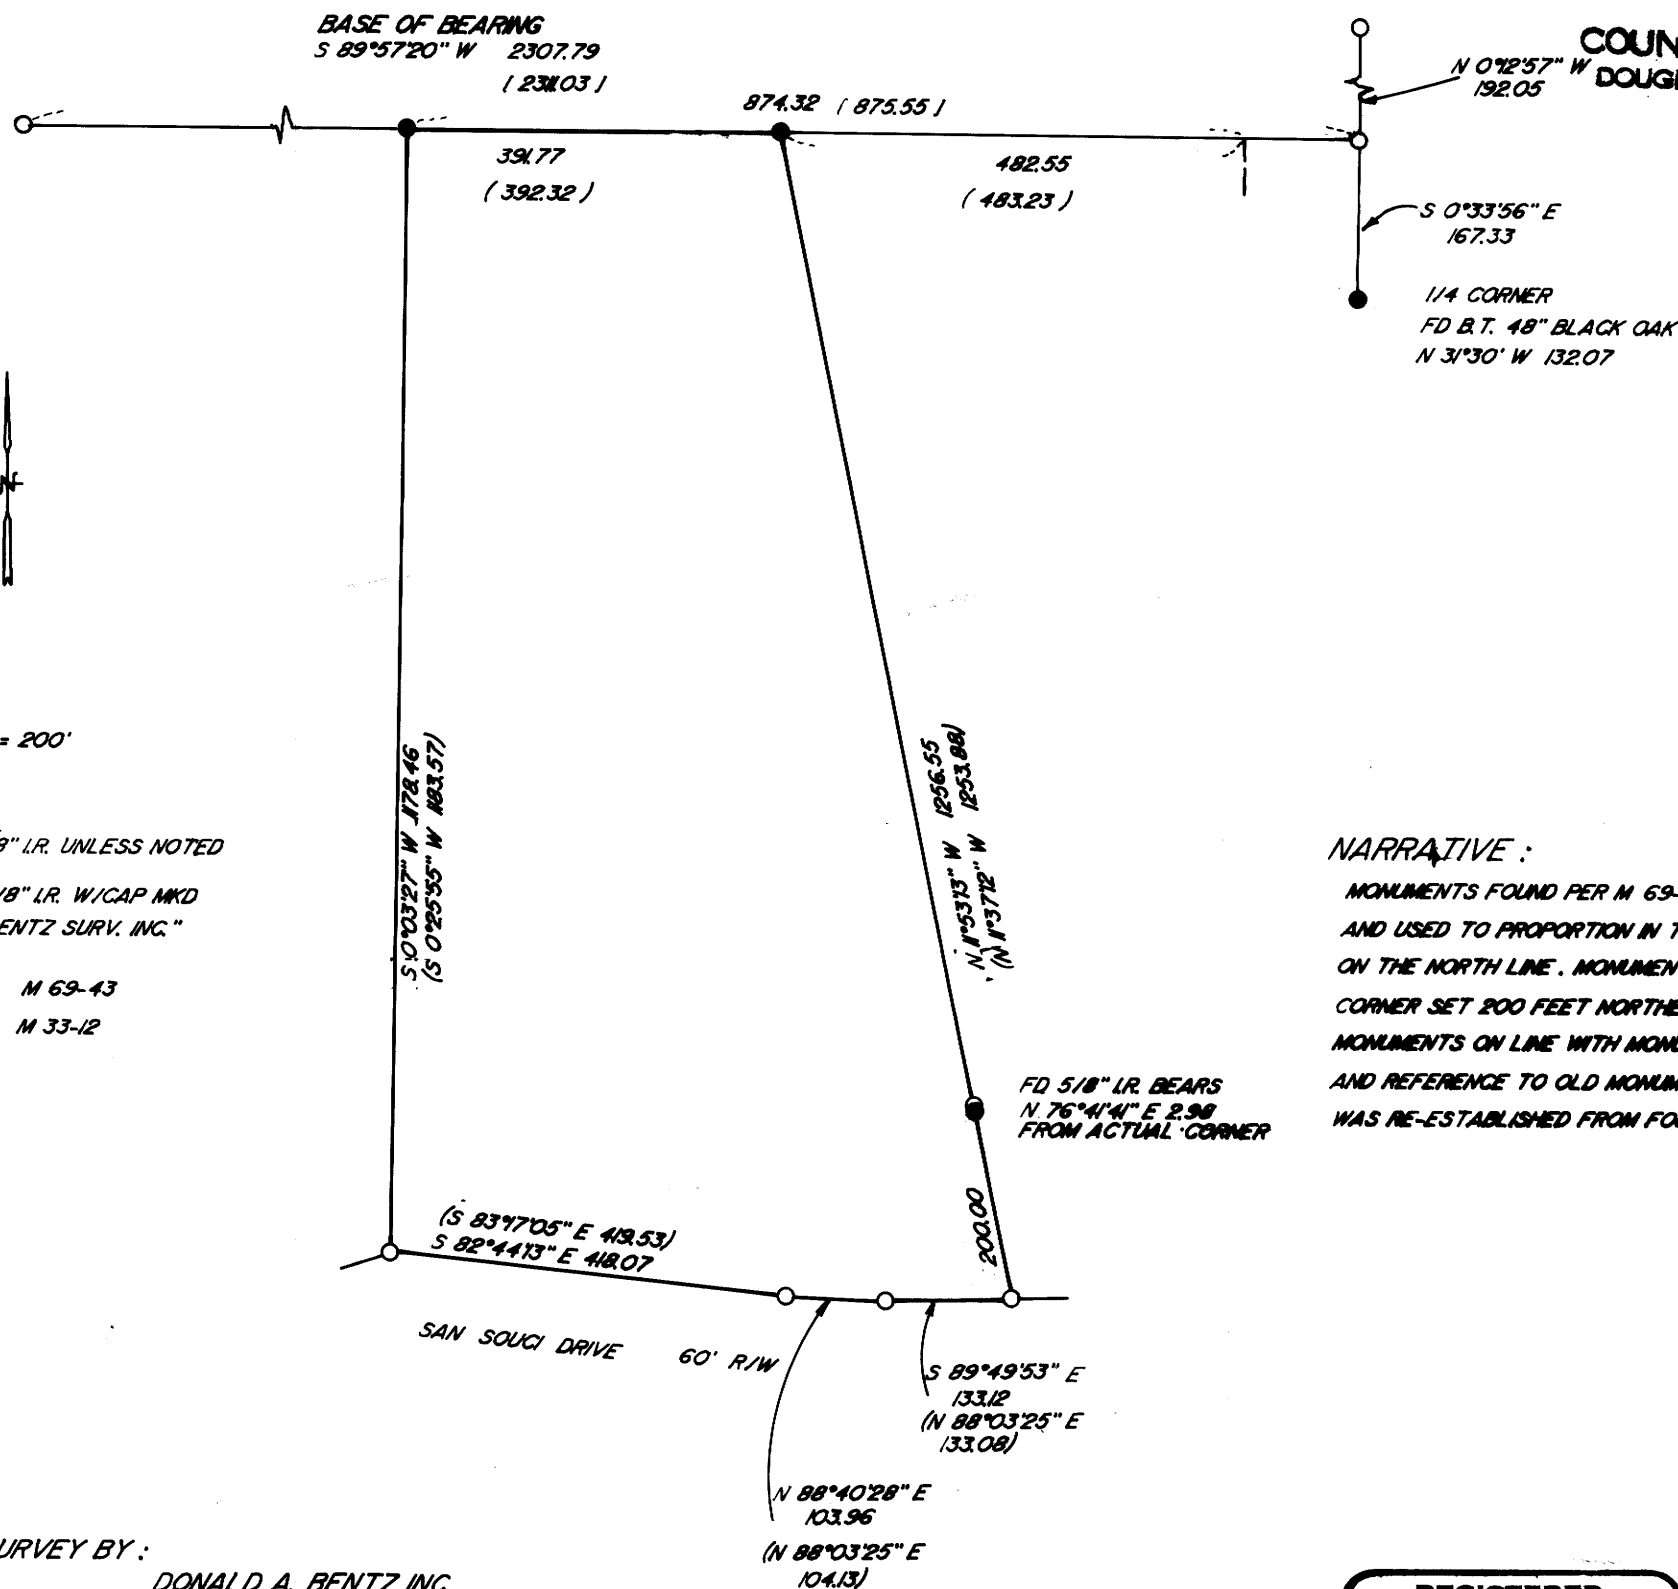 BASE OF BEARING
S 89°57'20" W 2307.79
( 2311.03 )
874.32 ( 875.55 )
N 0°12'57" W
192.05
COUN
DOUG
391.77
( 392.32 )
482.55
( 483.23 )
S 0°33'56" E
167.33
1/4 CORNER
FD B.T. 48" BLACK OAK
N 31°30' W 132.07
N
= 200'
S 0°03'27" W 1178.46
(S 0°25'55" W 1183.57)
N 11°53'13" W 1256.55
(N 11°37'12" W 1253.88)
8" I.R. UNLESS NOTED
/8" I.R. W/CAP MKD
ENTZ SURV. INC."
M 69-43
M 33-12
NARRATIVE :
MONUMENTS FOUND PER M 69-
AND USED TO PROPORTION IN T
ON THE NORTH LINE. MONUMEN
CORNER SET 200 FEET NORTHE
MONUMENTS ON LINE WITH MONU
AND REFERENCE TO OLD MONUM
WAS RE-ESTABLISHED FROM FOU
FD 5/8" I.R. BEARS
N 76°41'41" E 2.98
FROM ACTUAL CORNER
200.00
(S 83°17'05" E 419.53)
S 82°44'13" E 418.07
SAN SOUCI DRIVE 60' R/W
S 89°49'53" E
133.12
(N 88°03'25" E
133.08)
N 88°40'28" E
103.96
(N 88°03'25" E
104.13)
URVEY BY :
DONALD A. BENTZ INC
REGISTERED